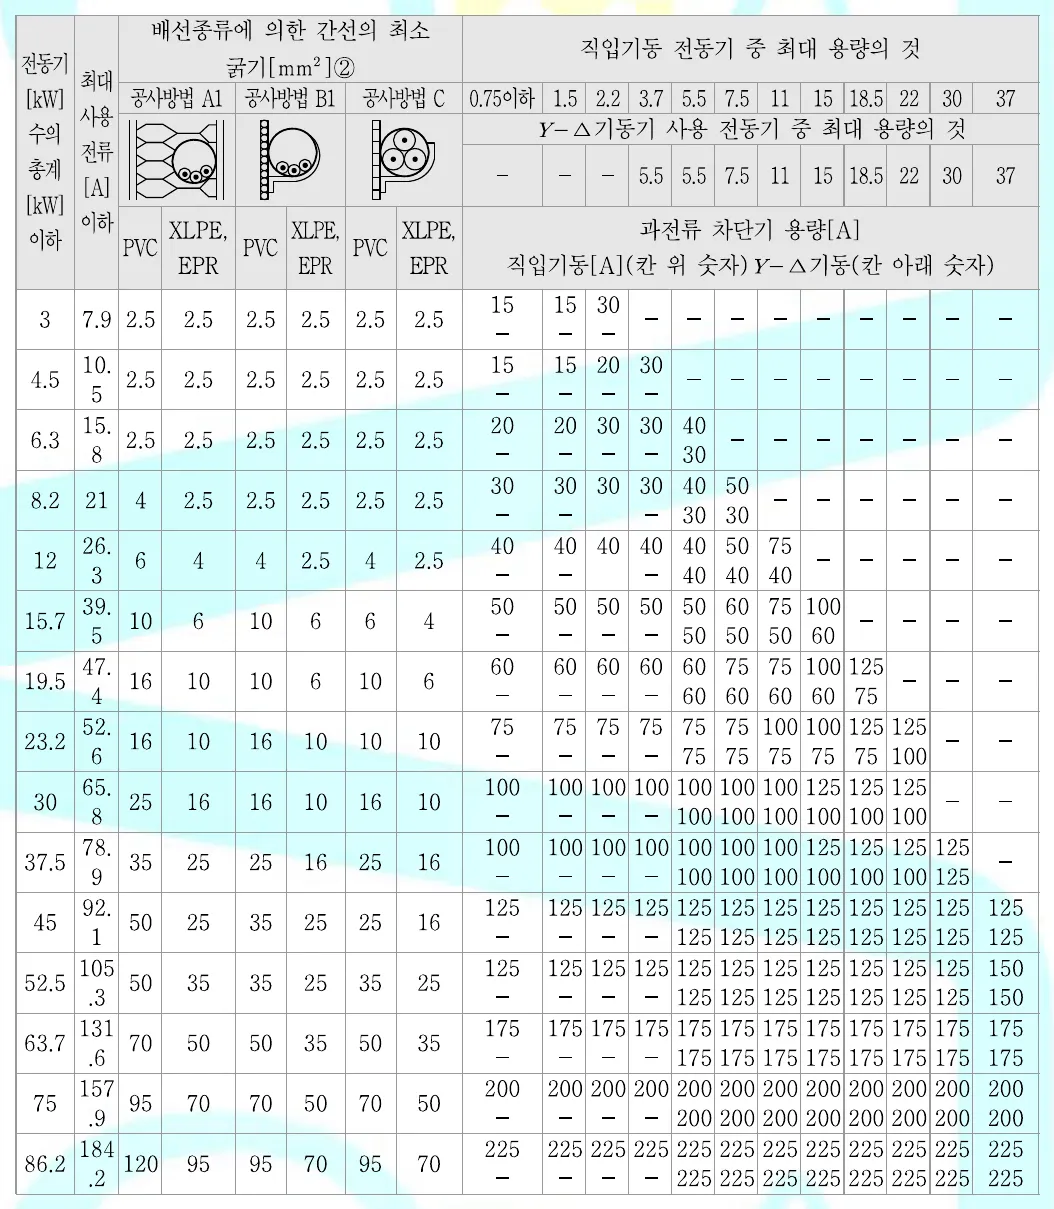 전동기 [kW] 수의 총계 [kW] 이하
최대 사용 전류 [A] 이하
배선종류에 의한 간선의 최소 굵기[mm²]②
직입기동 전동기 중 최대 용량의 것
공사방법 A1 공사방법 B1 공사방법 C
0.75이하 1.5 2.2 3.7 5.5 7.5 11 15 18.5 22 30 37
Y-△기동기 사용 전동기 중 최대 용량의 것
- - - 5.5 5.5 7.5 11 15 18.5 22 30 37
PVC XLPE, EPR PVC XLPE, EPR PVC XLPE, EPR
과전류 차단기 용량[A]
직입기동[A](칸 위 숫자) Y-△기동(칸 아래 숫자)
3 7.9 2.5 2.5 2.5 2.5 2.5 2.5 15 15 30 - - - - - - - - -
- - -
4.5 10.5 2.5 2.5 2.5 2.5 2.5 2.5 15 15 20 30 - - - - - - - -
- - - -
6.3 15.8 2.5 2.5 2.5 2.5 2.5 2.5 20 20 30 30 40 - - - - - - -
- - - - 30
8.2 21 4 2.5 2.5 2.5 2.5 2.5 30 30 30 30 40 50 - - - - - -
- - - 30 30
12 26.3 6 4 4 2.5 4 2.5 40 40 40 40 40 50 75 - - - - -
- - - 40 40 40
15.7 39.5 10 6 10 6 6 4 50 50 50 50 50 60 75 100 - - - -
- - - - 50 50 50 60
19.5 47.4 16 10 10 6 10 6 60 60 60 60 60 75 75 100 125 - - -
- - - - 60 60 60 60 75
23.2 52.6 16 10 16 10 10 10 75 75 75 75 75 75 100 100 125 125 - -
- - - - 75 75 75 75 75 100
30 65.8 25 16 16 10 16 10 100 100 100 100 100 100 100 125 125 125 - -
- - - - 100 100 100 100 100 100
37.5 78.9 35 25 25 16 25 16 100 100 100 100 100 100 100 125 125 125 125 -
- - - - 100 100 100 100 100 100 125
45 92.1 50 25 35 25 25 16 125 125 125 125 125 125 125 125 125 125 125 125
- - - - 125 125 125 125 125 125 125 125
52.5 105.3 50 35 35 25 35 25 125 125 125 125 125 125 125 125 125 125 125 150
- - - - 125 125 125 125 125 125 125 150
63.7 131.6 70 50 50 35 50 35 175 175 175 175 175 175 175 175 175 175 175 175
- - - - 175 175 175 175 175 175 175 175
75 157.9 95 70 70 50 70 50 200 200 200 200 200 200 200 200 200 200 200 200
- - - - 200 200 200 200 200 200 200 200
86.2 184.2 120 95 95 70 95 70 225 225 225 225 225 225 225 225 225 225 225 225
- - - - 225 225 225 225 225 225 225 225